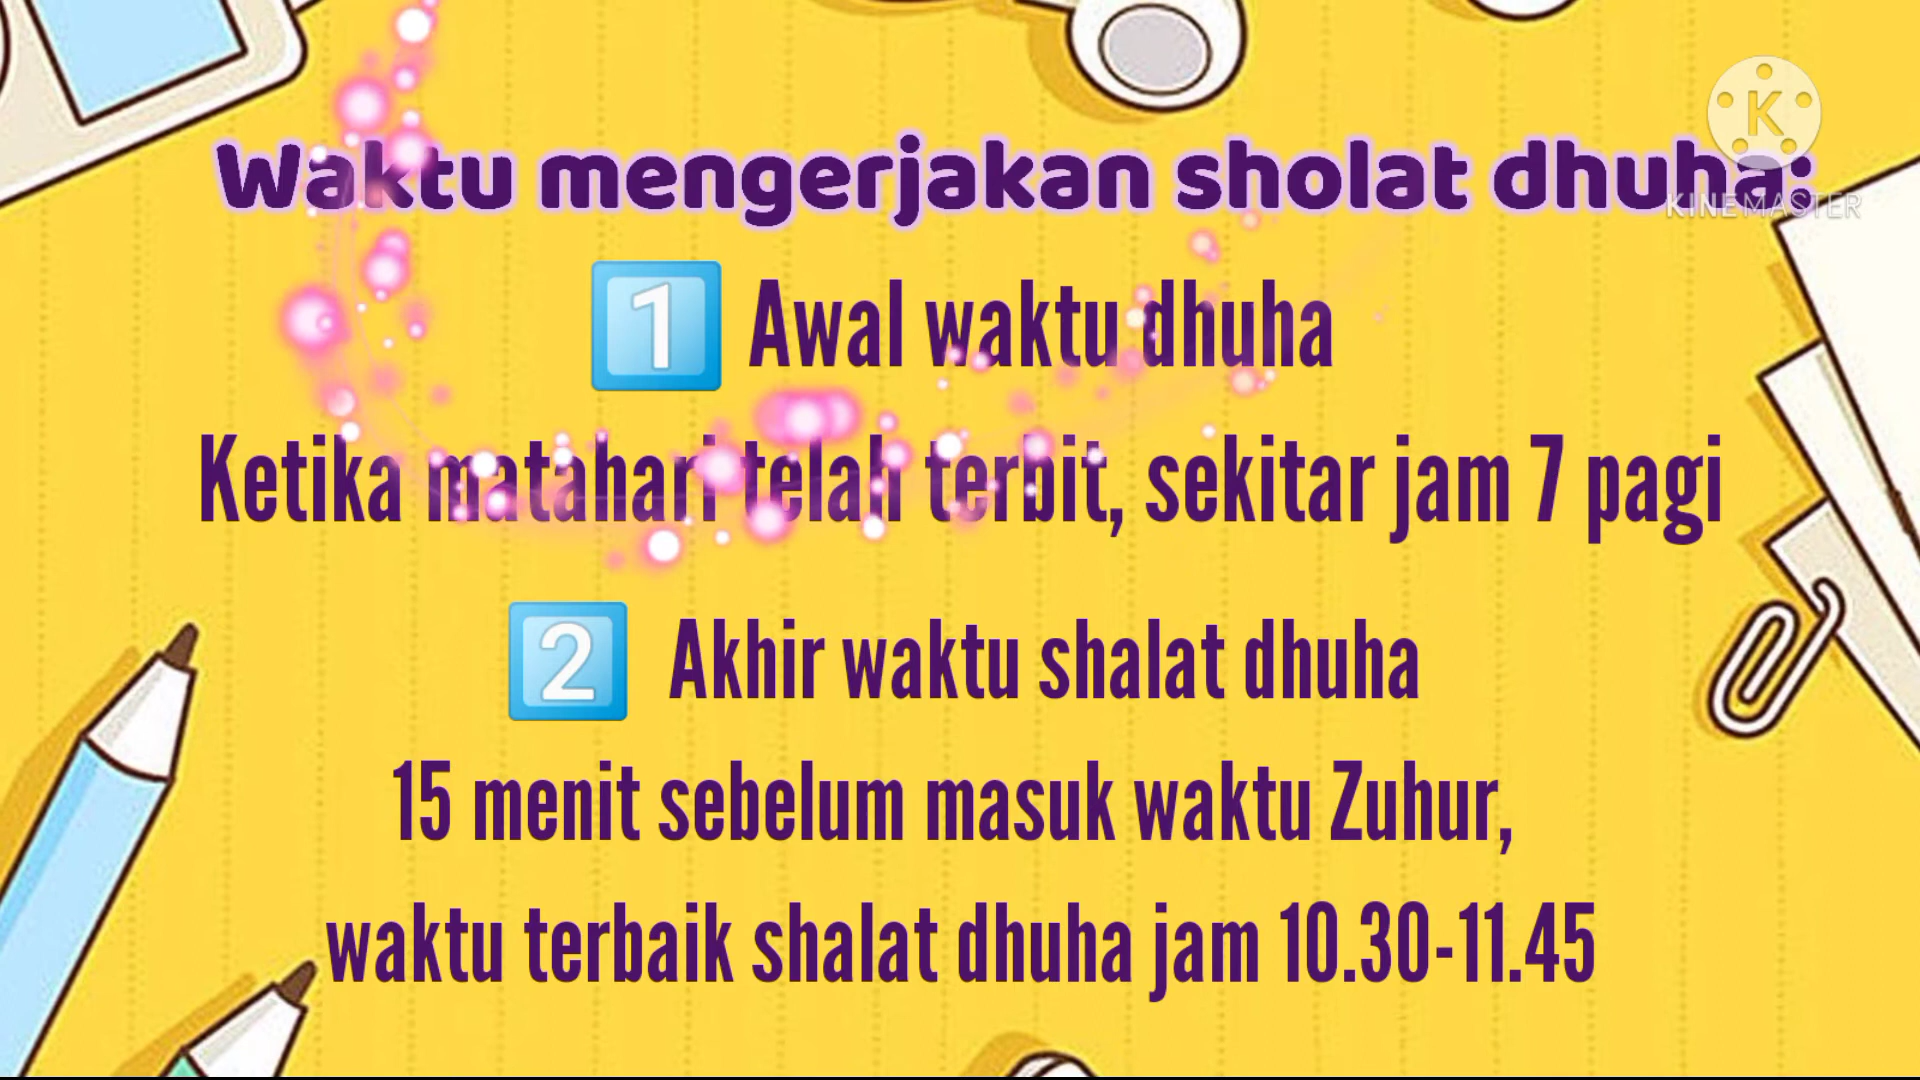 Waktu mengerjakan sholat dhuha:
K
KINEMASTER
1 Awal waktu dhuha
Ketika matahari telah terbit, sekitar jam 7 pagi
2 Akhir waktu shalat dhuha
15 menit sebelum masuk waktu Zuhur,
waktu terbaik shalat dhuha jam 10.30-11.45